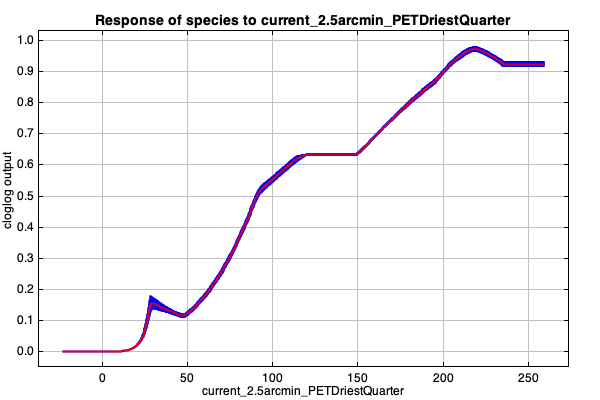 Response of species to current_2.5arcmin_PETDriestQuarter
1.0
0.9
0.8
0.7
0.6
0.5
0.4
0.3
0.2
0.1
0.0
cloglog output
0 50 100 150 200 250
current_2.5arcmin_PETDriestQuarter